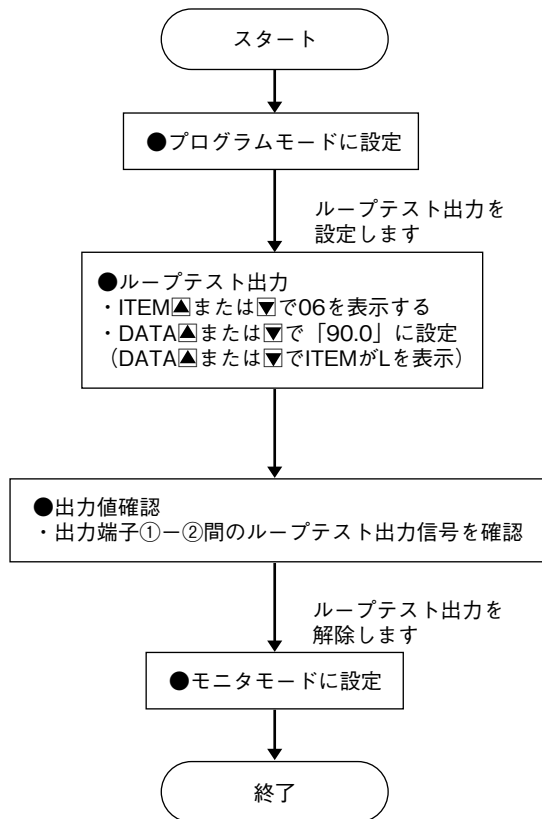 スタート
●プログラムモードに設定
ループテスト出力を
設定します
●ループテスト出力
・ITEM▲または▼で06を表示する
・DATA▲または▼で「90.0」に設定
（DATA▲または▼でITEMがLを表示）
●出力値確認
・出力端子①－②間のループテスト出力信号を確認
ループテスト出力を
解除します
●モニタモードに設定
終了